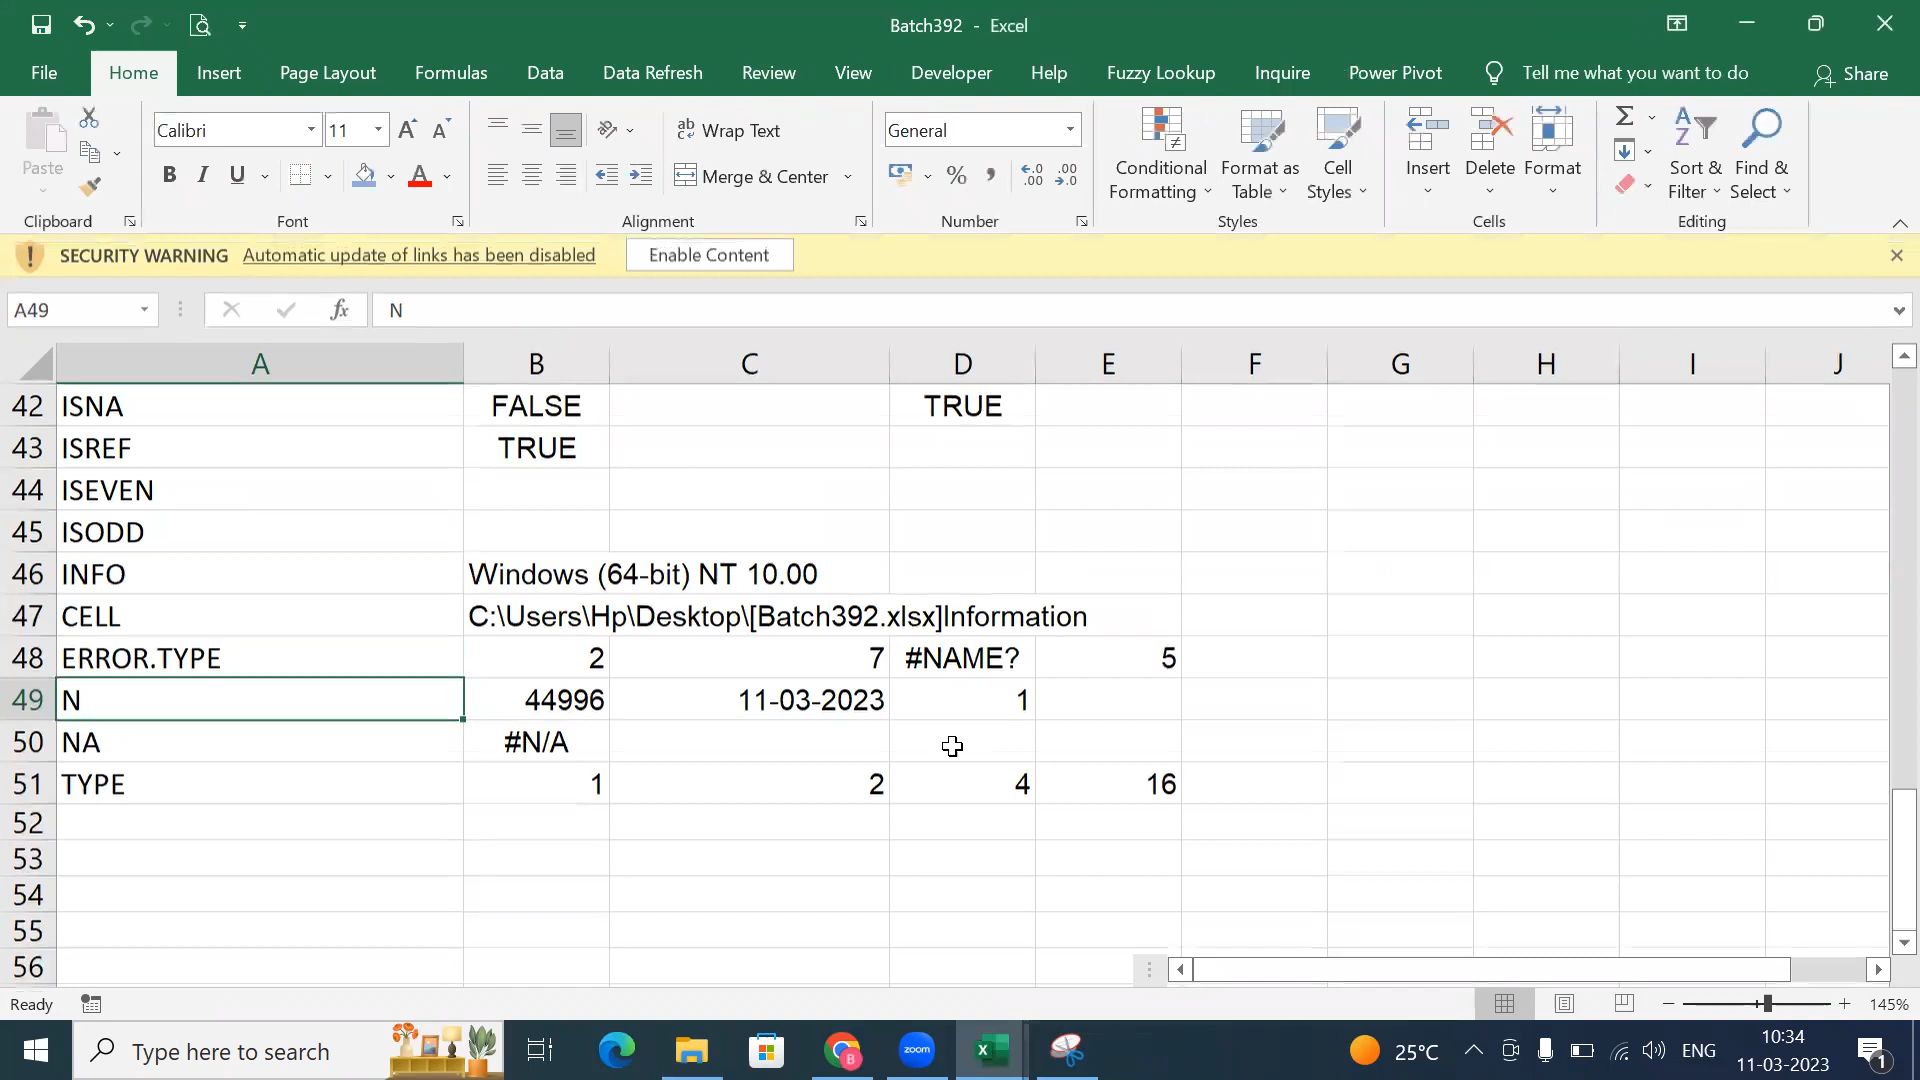 Batch392 - Excel
File Home Insert Page Layout Formulas Data Data Refresh Review View Developer Help Fuzzy Lookup Inquire Power Pivot Tell me what you want to do Share
Paste
Clipboard
Calibri 11
B I U
Font
Wrap Text
Merge & Center
Alignment
General
Number
Conditional Formatting
Format as Table
Cell Styles
Styles
Insert Delete Format
Cells
Sort & Filter
Find & Select
Editing
SECURITY WARNING Automatic update of links has been disabled Enable Content
A49 fx N
A B C D E F G H I J
42 ISNA FALSE TRUE
43 ISREF TRUE
44 ISEVEN
45 ISODD
46 INFO Windows (64-bit) NT 10.00
47 CELL C:\Users\Hp\Desktop\[Batch392.xlsx]Information
48 ERROR.TYPE 2 7 #NAME? 5
49 N 44996 11-03-2023 1
50 NA #N/A
51 TYPE 1 2 4 16
52
53
54
55
56
Ready 145%
Type here to search zoom 25°C ENG 10:34
11-03-2023 1